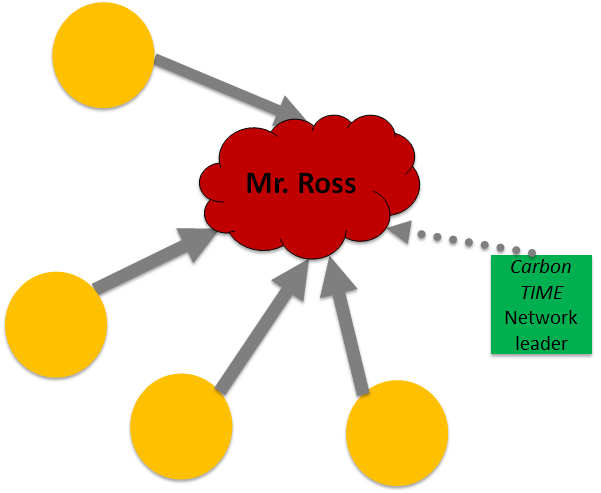 Mr. Ross
Carbon
TIME
Network
leader